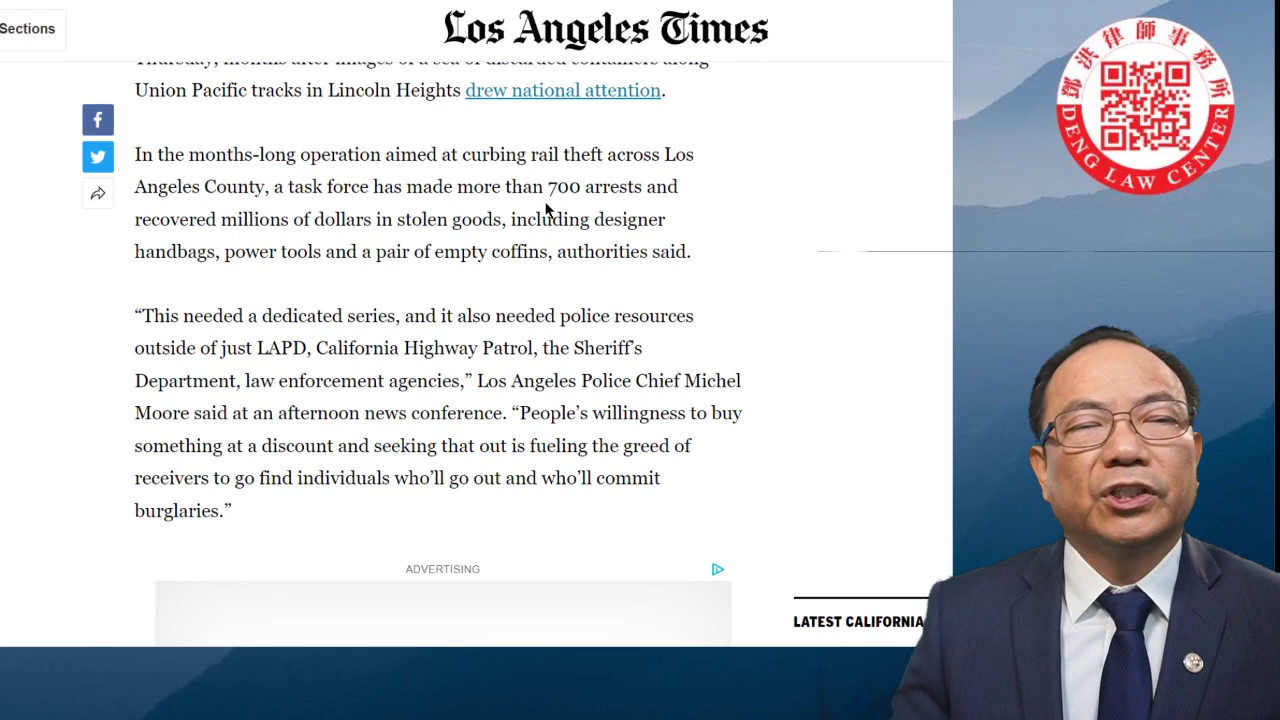 Sections
Los Angeles Times
Thursday, months after images of a sea of discarded containers along
Union Pacific tracks in Lincoln Heights drew national attention.
In the months-long operation aimed at curbing rail theft across Los
Angeles County, a task force has made more than 700 arrests and
recovered millions of dollars in stolen goods, including designer
handbags, power tools and a pair of empty coffins, authorities said.
“This needed a dedicated series, and it also needed police resources
outside of just LAPD, California Highway Patrol, the Sheriff’s
Department, law enforcement agencies,” Los Angeles Police Chief Michel
Moore said at an afternoon news conference. “People’s willingness to buy
something at a discount and seeking that out is fueling the greed of
receivers to go find individuals who’ll go out and who’ll commit
burglaries.”
ADVERTISING
LATEST CALIFORNIA
鄧洪律師事務所
DENG LAW CENTER